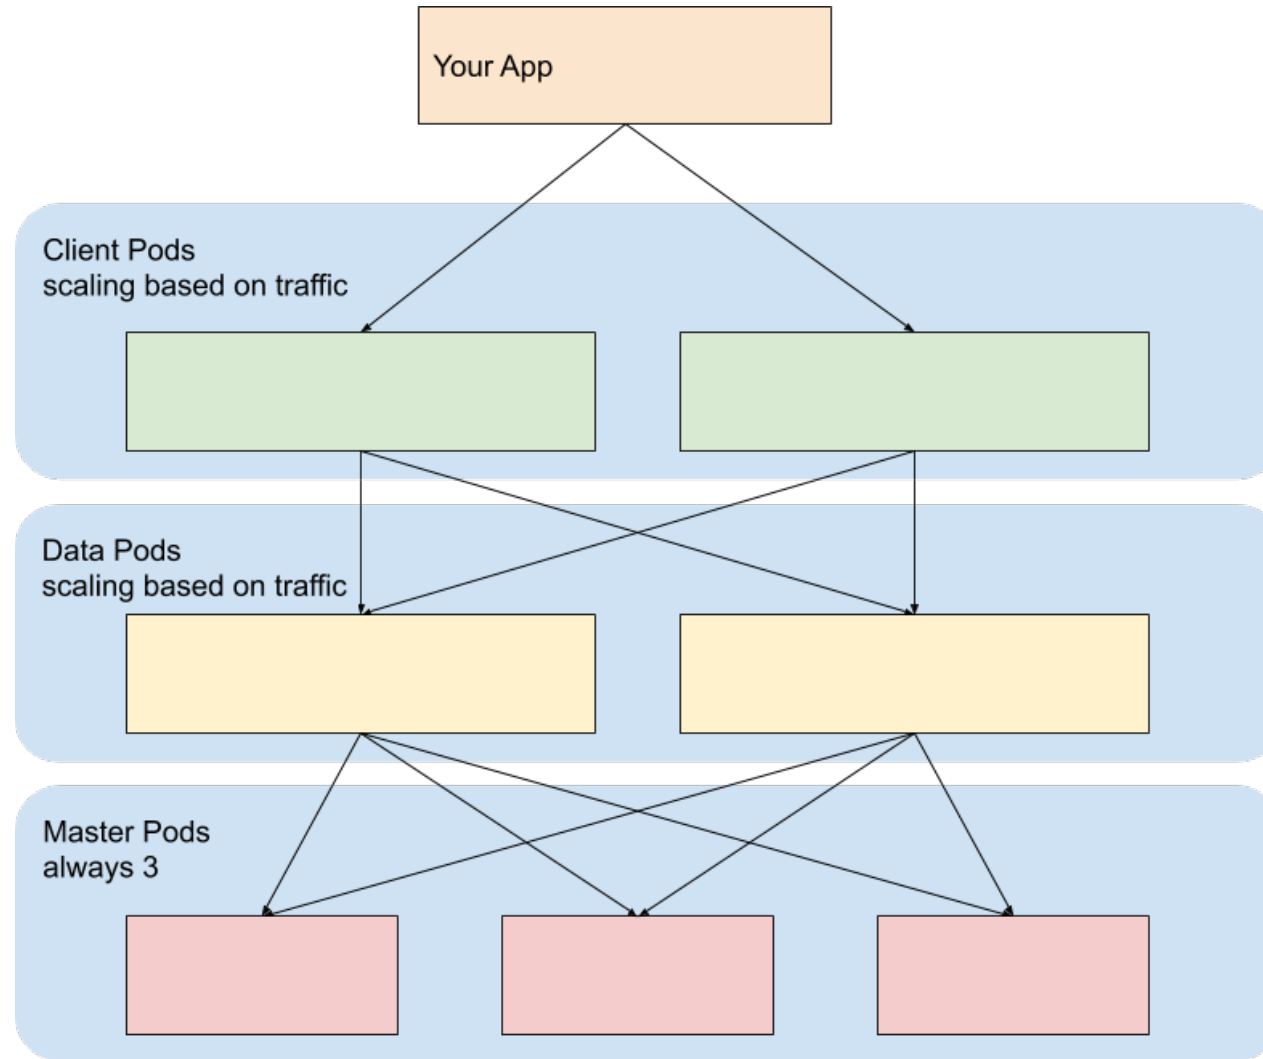 Your App
Client Pods
scaling based on traffic
Data Pods
scaling based on traffic
Master Pods
always 3